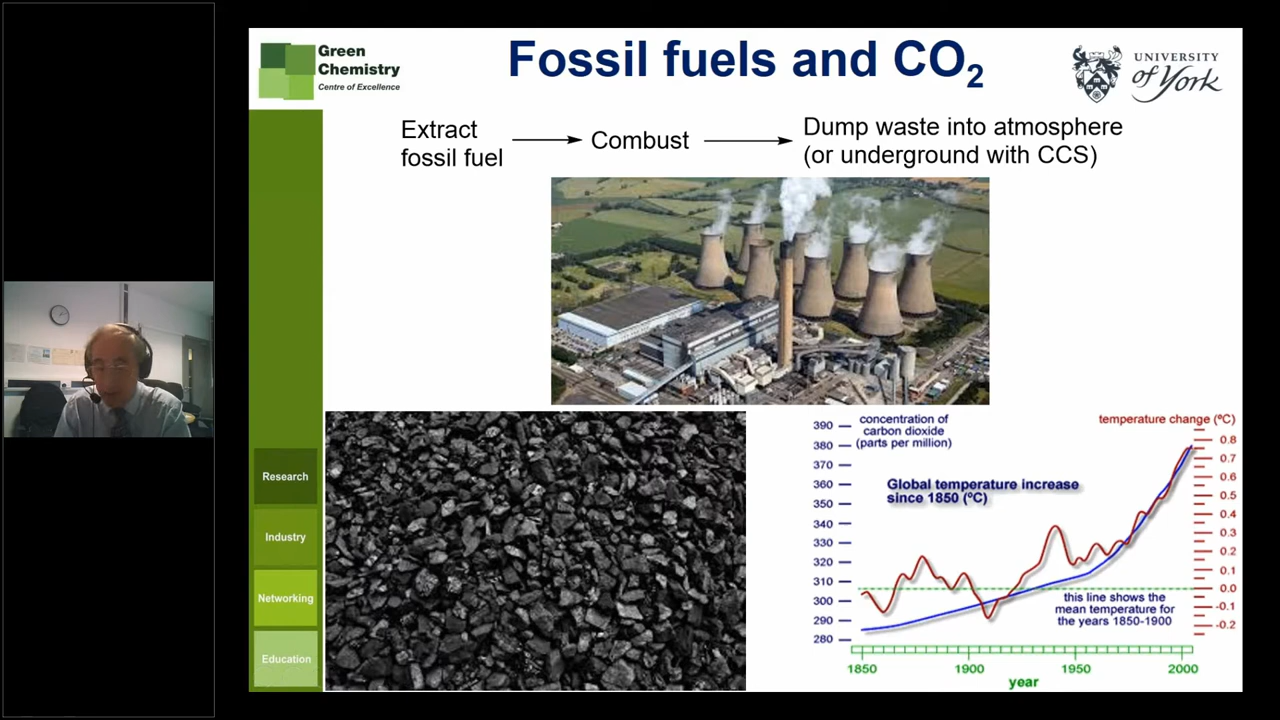 Green
Chemistry
Centre of Excellence
Fossil fuels and CO₂
UNIVERSITY
of York
Extract
fossil fuel
Combust
Dump waste into atmosphere
(or underground with CCS)
Research
Industry
Networking
Education
concentration of
carbon dioxide
(parts per million)
temperature change (ºC)
Global temperature increase
since 1850 (ºC)
390
380
370
360
350
340
330
320
310
300
290
280
0.8
0.7
0.6
0.5
0.4
0.3
0.2
0.1
0.0
-0.1
-0.2
this line shows the
mean temperature for
the years 1850-1900
1850
1900
1950
2000
year